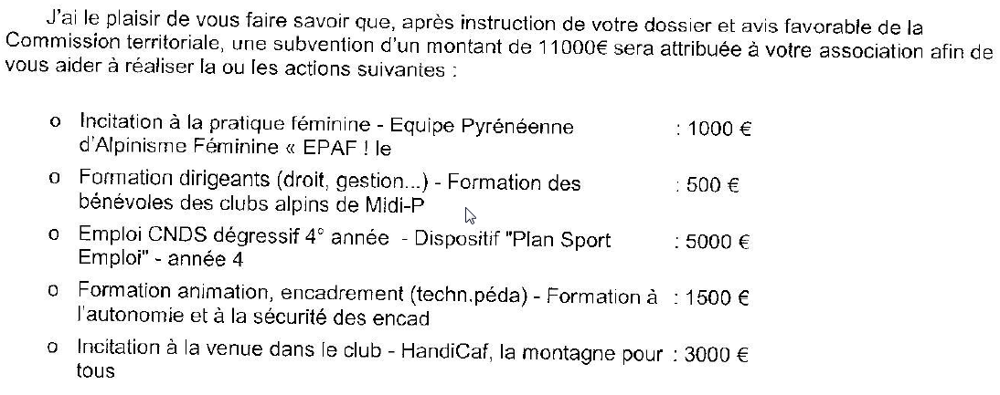 J'ai le plaisir de vous faire savoir que, après instruction de votre dossier et avis favorable de la
Commission territoriale, une subvention d'un montant de 11000€ sera attribuée à votre association afin de
vous aider à réaliser la ou les actions suivantes :
o Incitation à la pratique féminine - Equipe Pyrénéenne : 1000 €
d'Alpinisme Féminine « EPAF ! le
o Formation dirigeants (droit, gestion...) - Formation des : 500 €
bénévoles des clubs alpins de Midi-P
o Emploi CNDS dégressif 4° année - Dispositif "Plan Sport : 5000 €
Emploi" - année 4
o Formation animation, encadrement (techn.péda) - Formation à : 1500 €
l'autonomie et à la sécurité des encad
o Incitation à la venue dans le club - HandiCaf, la montagne pour : 3000 €
tous